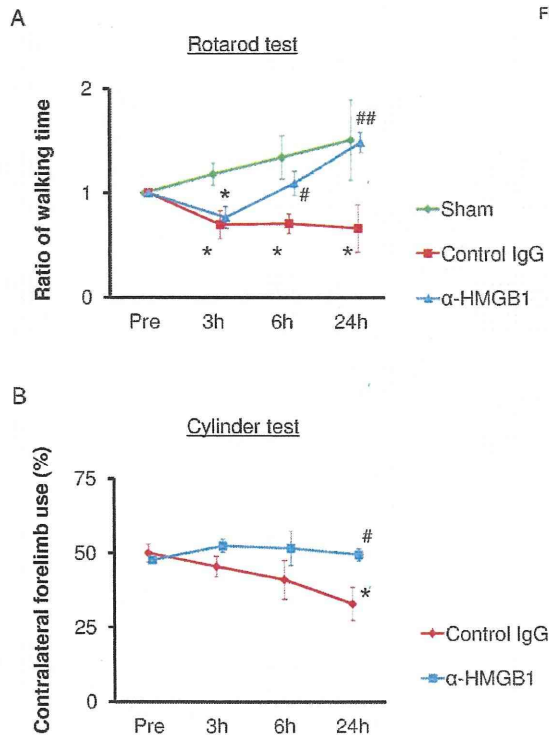 A
F
Rotarod test
Ratio of walking time
2
1
0
*
*
*
*
#
##
Pre 3h 6h 24h
Sham
Control IgG
α-HMGB1
B
Cylinder test
Contralateral forelimb use (%)
75
50
25
0
#
*
Pre 3h 6h 24h
Control IgG
α-HMGB1